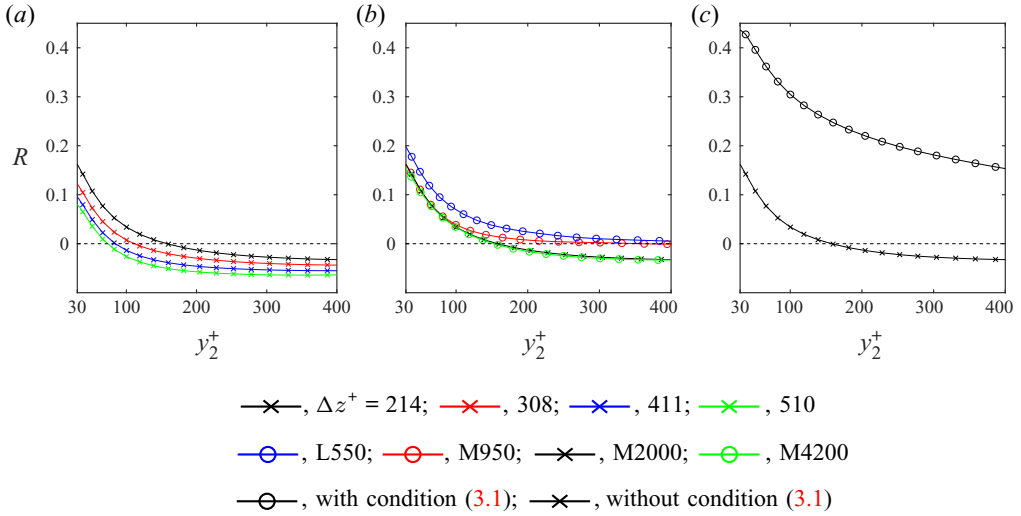 (a) (b) (c)
0.4 0.4 0.4
0.3 0.3 0.3
R 0.2 0.2 0.2
0.1 0.1 0.1
0 0 0
30 100 200 300 400 30 100 200 300 400 30 100 200 300 400
y₂⁺ y₂⁺ y₂⁺
, Δz⁺ = 214; , 308; , 411; , 510
, L550; , M950; , M2000; , M4200
, with condition (3.1); , without condition (3.1)